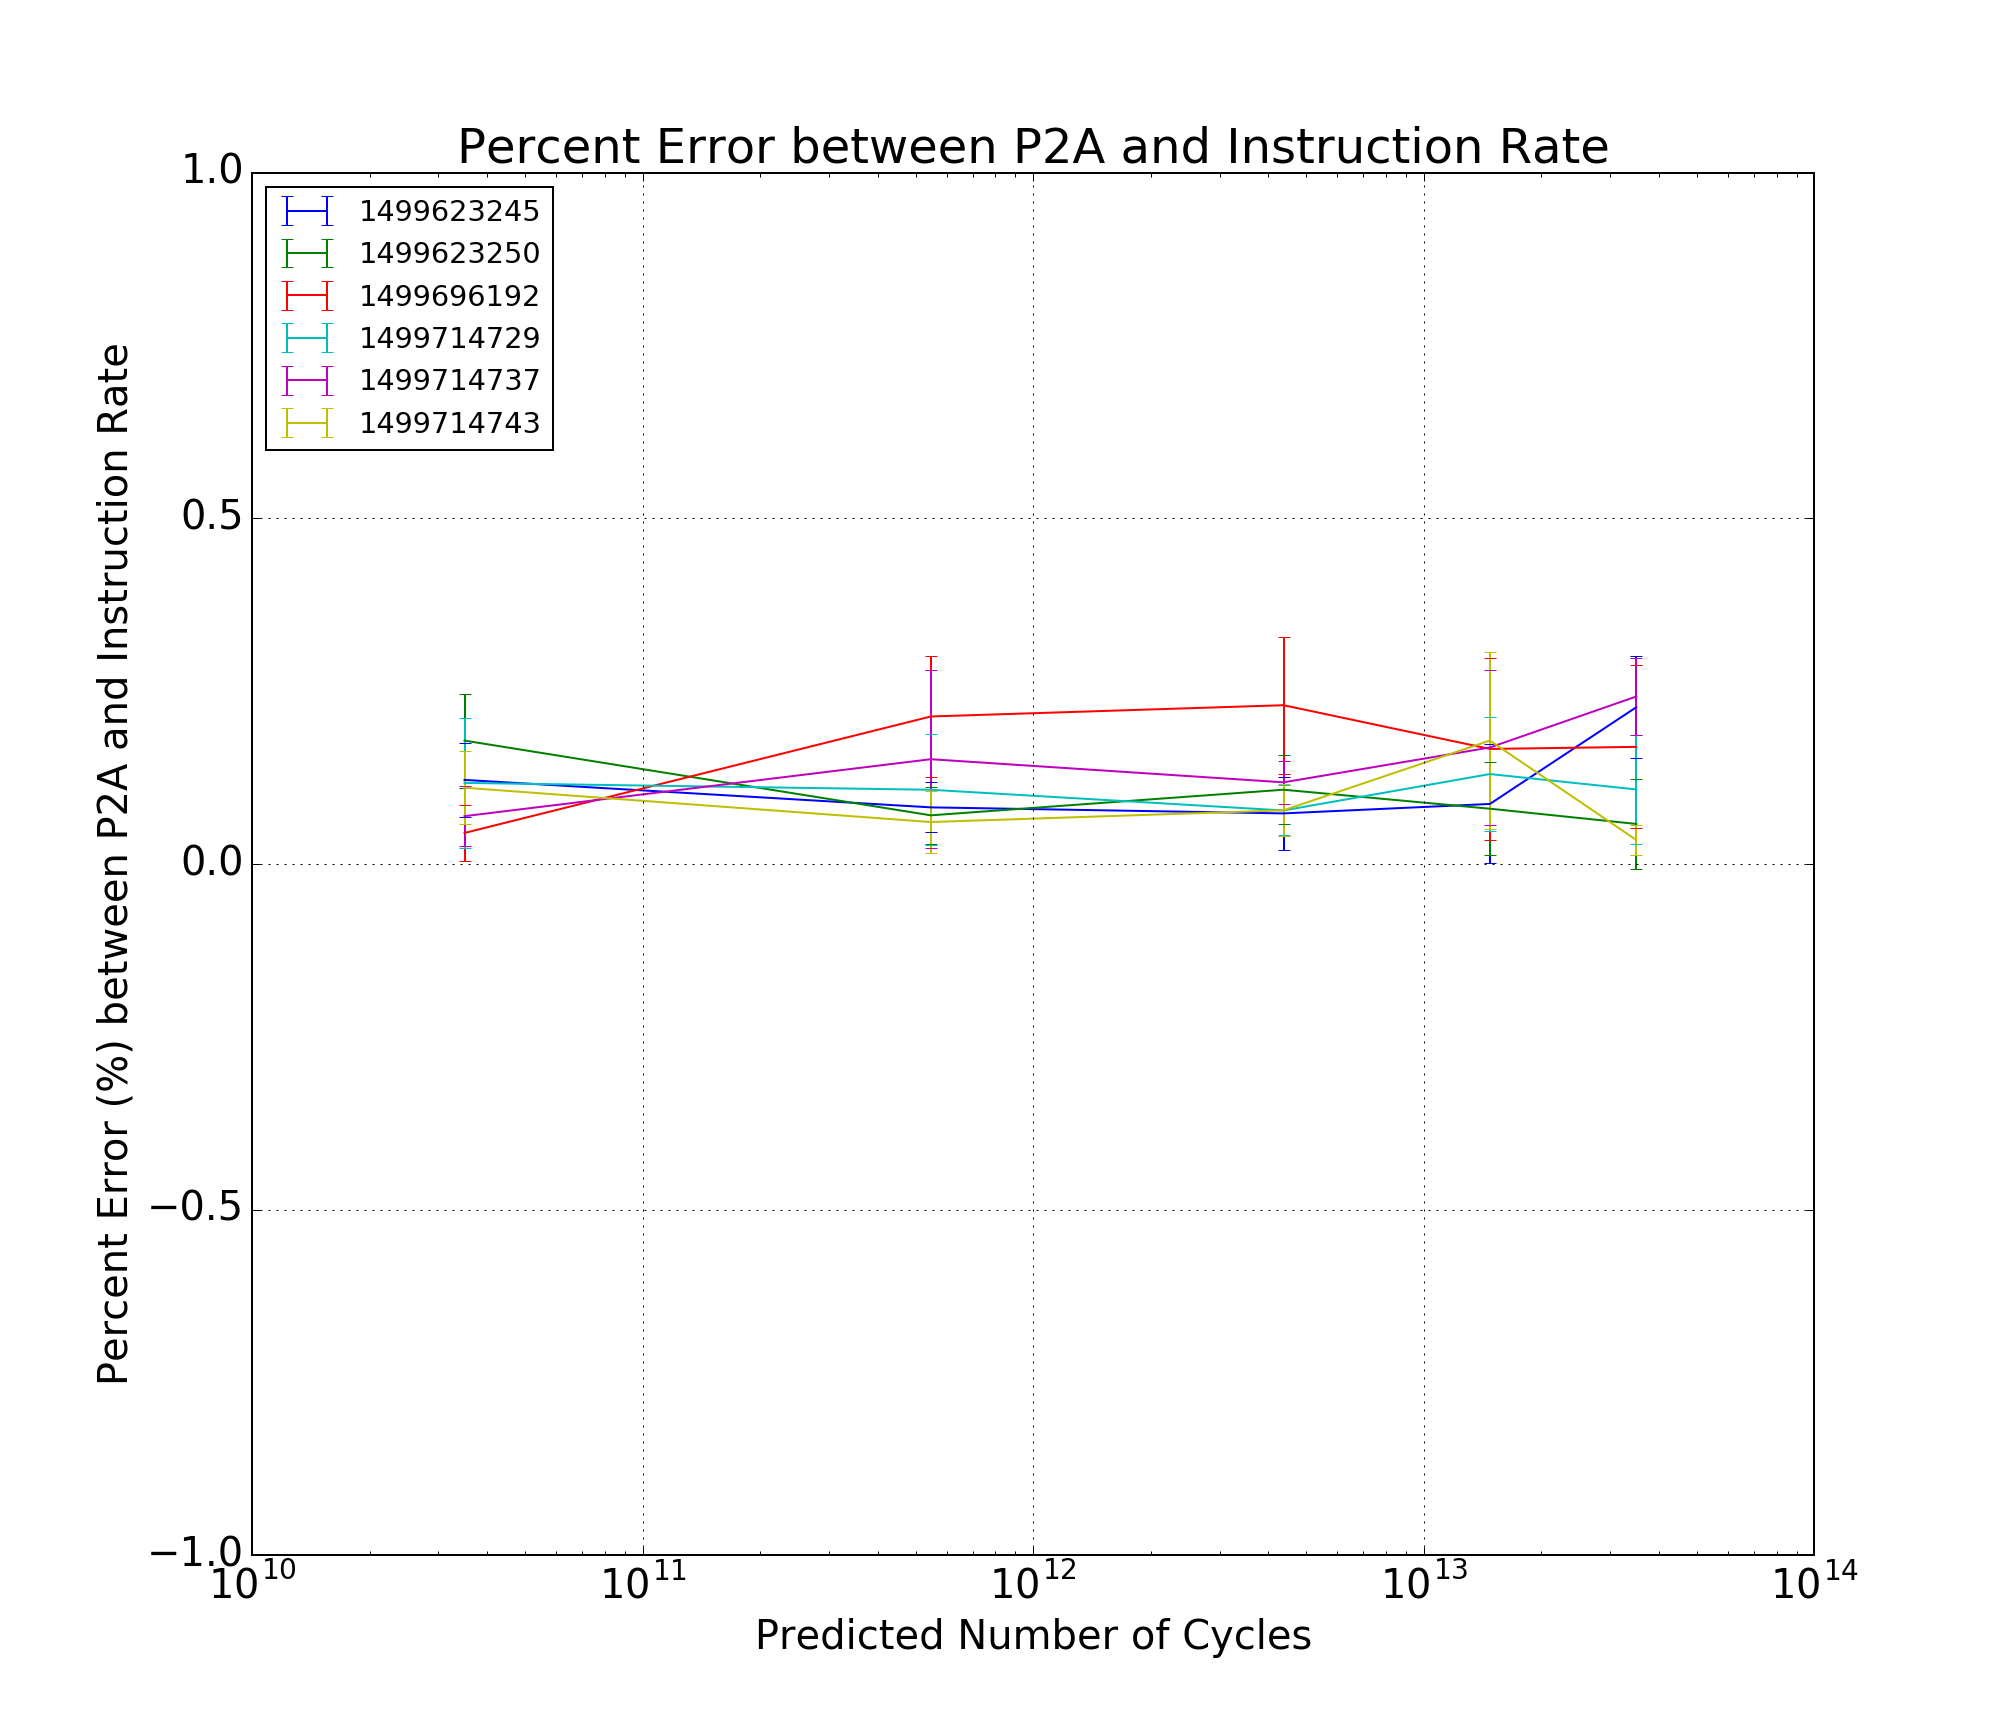 Percent Error between P2A and Instruction Rate
1.0
0.5
0.0
−0.5
−1.0
1499623245
1499623250
1499696192
1499714729
1499714737
1499714743
Percent Error (%) between P2A and Instruction Rate
10^10 10^11 10^12 10^13 10^14
Predicted Number of Cycles